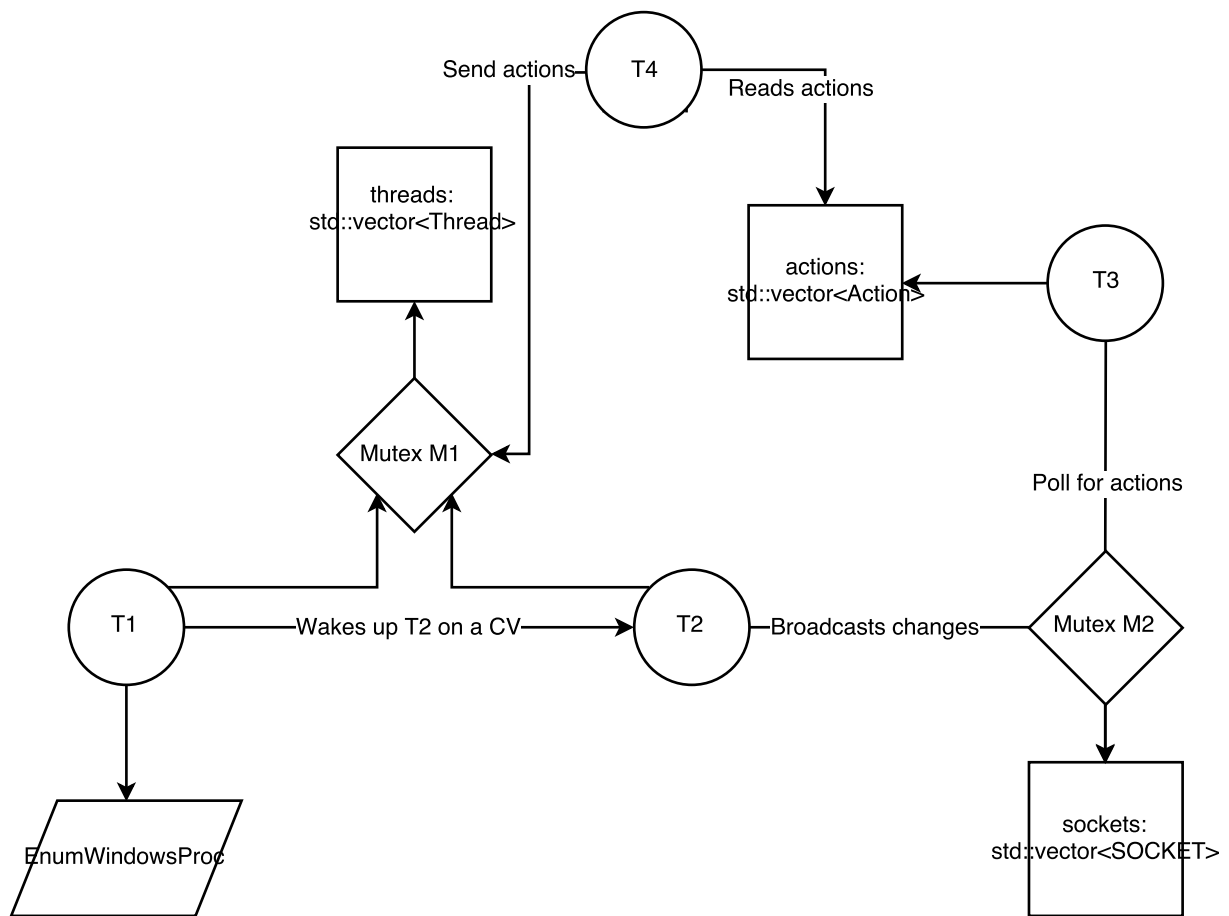 T4
Send actions
Reads actions
threads:
std::vector<Thread>
actions:
std::vector<Action>
T3
Mutex M1
Poll for actions
T1
Wakes up T2 on a CV
T2
Broadcasts changes
Mutex M2
EnumWindowsProc
sockets:
std::vector<SOCKET>